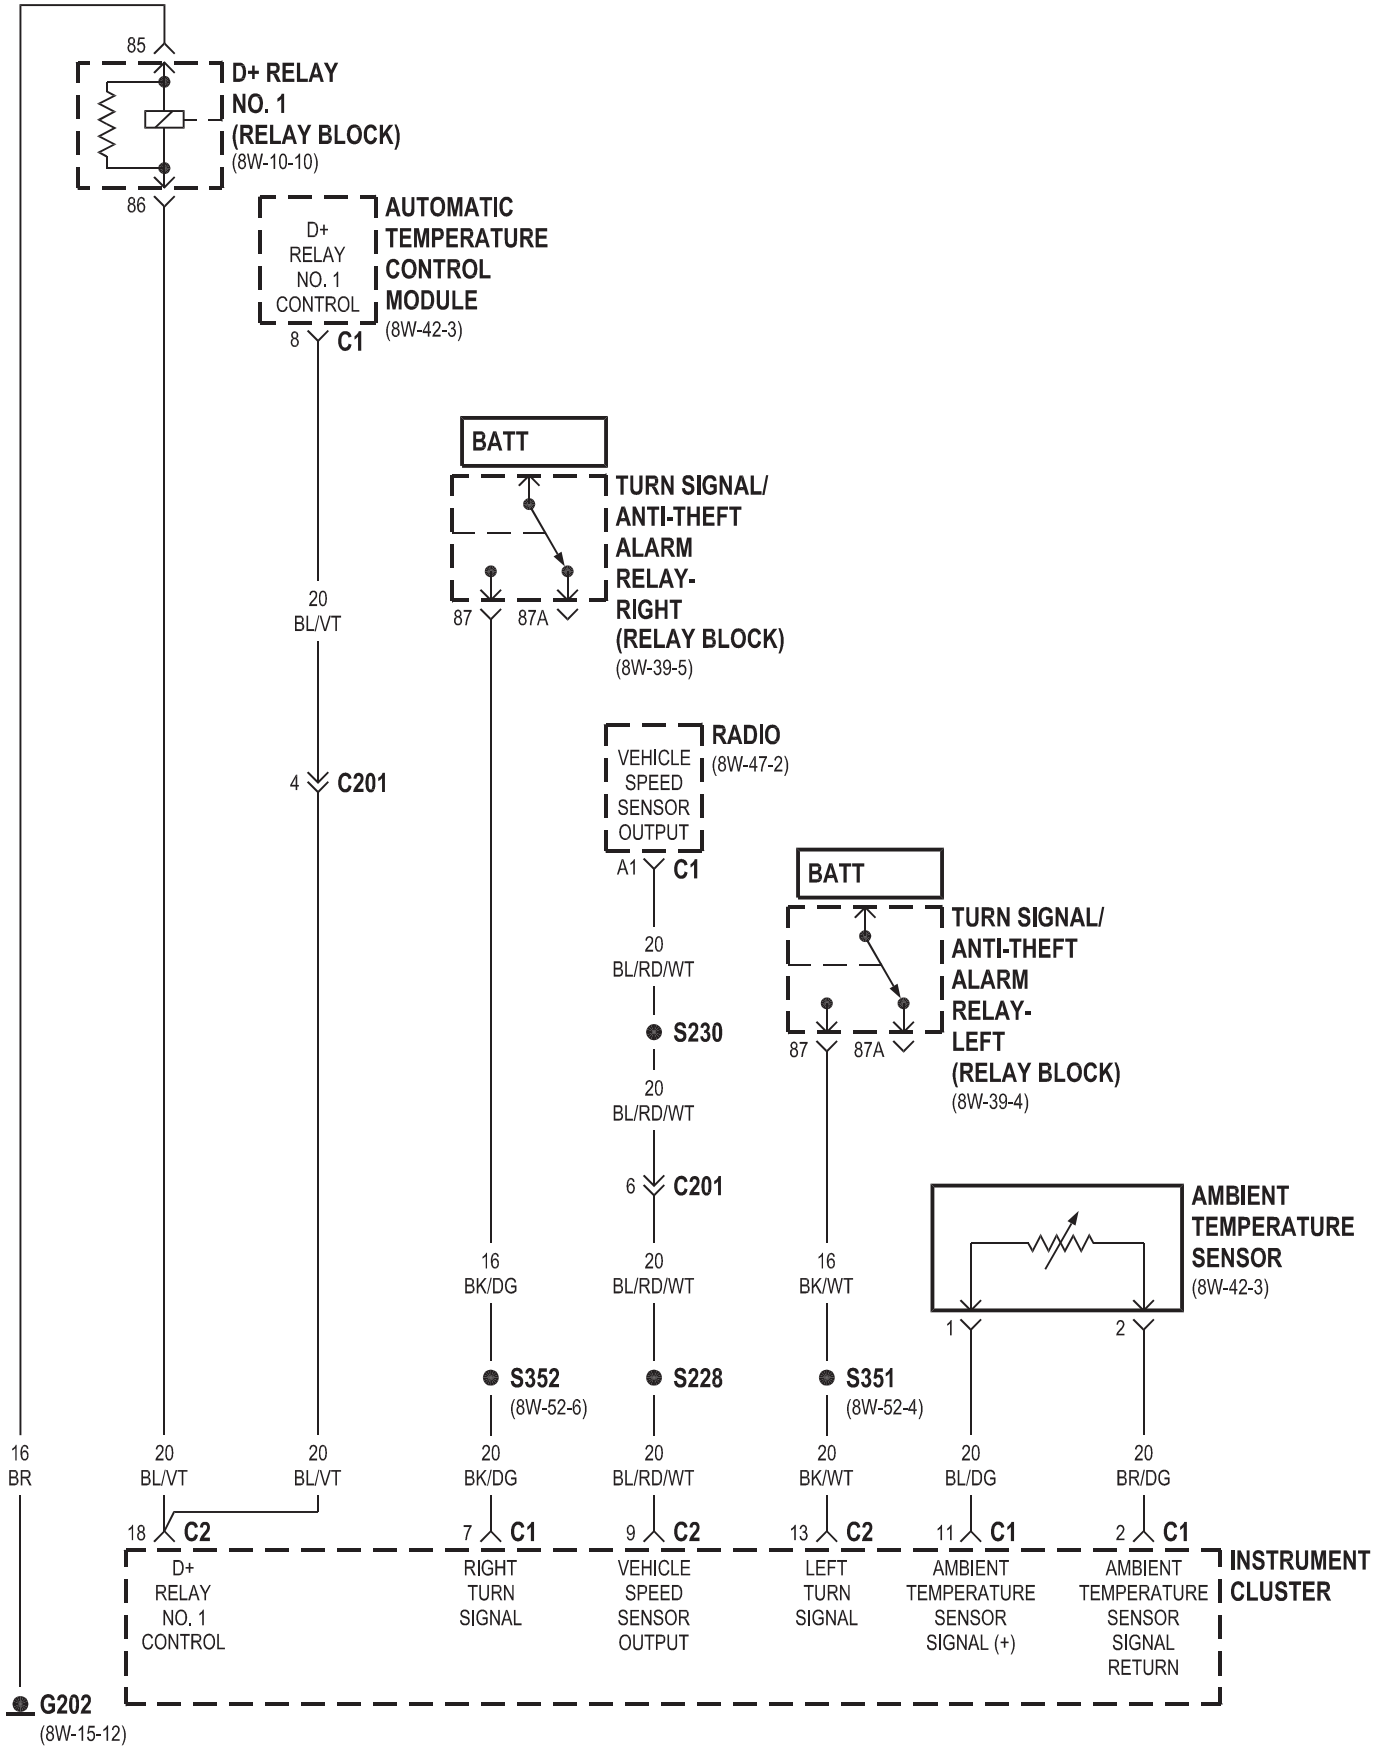 85
D+ RELAY
NO. 1
(RELAY BLOCK)
(8W-10-10)
86
D+
RELAY
NO. 1
CONTROL
AUTOMATIC
TEMPERATURE
CONTROL
MODULE
(8W-42-3)
8 C1
BATT
TURN SIGNAL/
ANTI-THEFT
ALARM
RELAY-
RIGHT
(RELAY BLOCK)
(8W-39-5)
87 87A
20
BL/VT
VEHICLE
SPEED
SENSOR
OUTPUT
RADIO
(8W-47-2)
A1 C1
4 C201
BATT
TURN SIGNAL/
ANTI-THEFT
ALARM
RELAY-
LEFT
(RELAY BLOCK)
(8W-39-4)
87 87A
20
BL/RD/WT
S230
20
BL/RD/WT
6 C201
AMBIENT
TEMPERATURE
SENSOR
(8W-42-3)
1 2
16
BK/DG
20
BL/RD/WT
16
BK/WT
S352
(8W-52-6)
S228
S351
(8W-52-4)
16
BR
20
BL/VT
20
BL/VT
20
BK/DG
20
BL/RD/WT
20
BK/WT
20
BL/DG
20
BR/DG
18 C2
7 C1
9 C2
13 C2
11 C1
2 C1
D+
RELAY
NO. 1
CONTROL
RIGHT
TURN
SIGNAL
VEHICLE
SPEED
SENSOR
OUTPUT
LEFT
TURN
SIGNAL
AMBIENT
TEMPERATURE
SENSOR
SIGNAL (+)
AMBIENT
TEMPERATURE
SENSOR
SIGNAL
RETURN
INSTRUMENT
CLUSTER
G202
(8W-15-12)